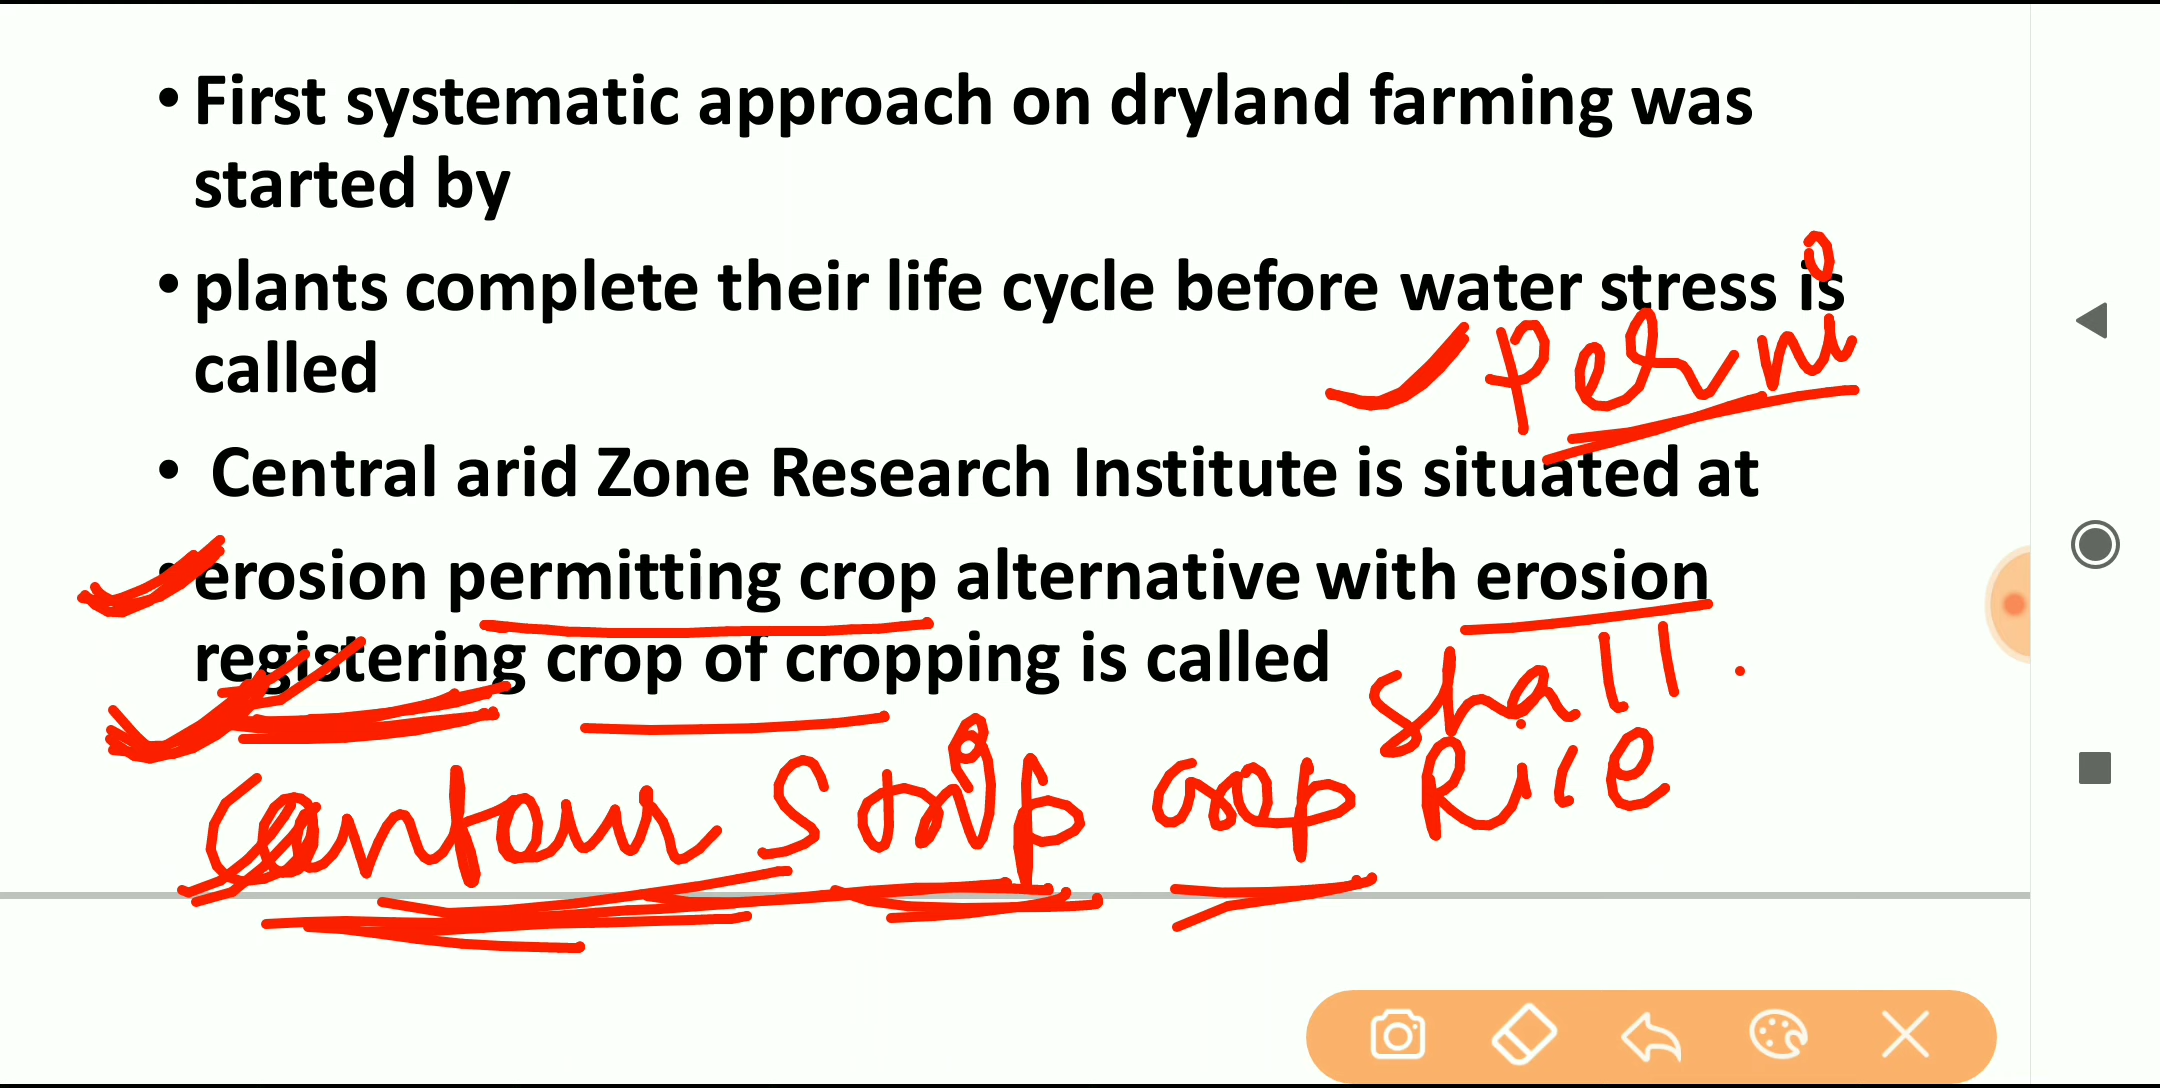 • First systematic approach on dryland farming was
started by
• plants complete their life cycle before water stress is
called
• Central arid Zone Research Institute is situated at
• erosion permitting crop alternative with erosion
registering crop of cropping is called
shall
Contour Strip crop Rice